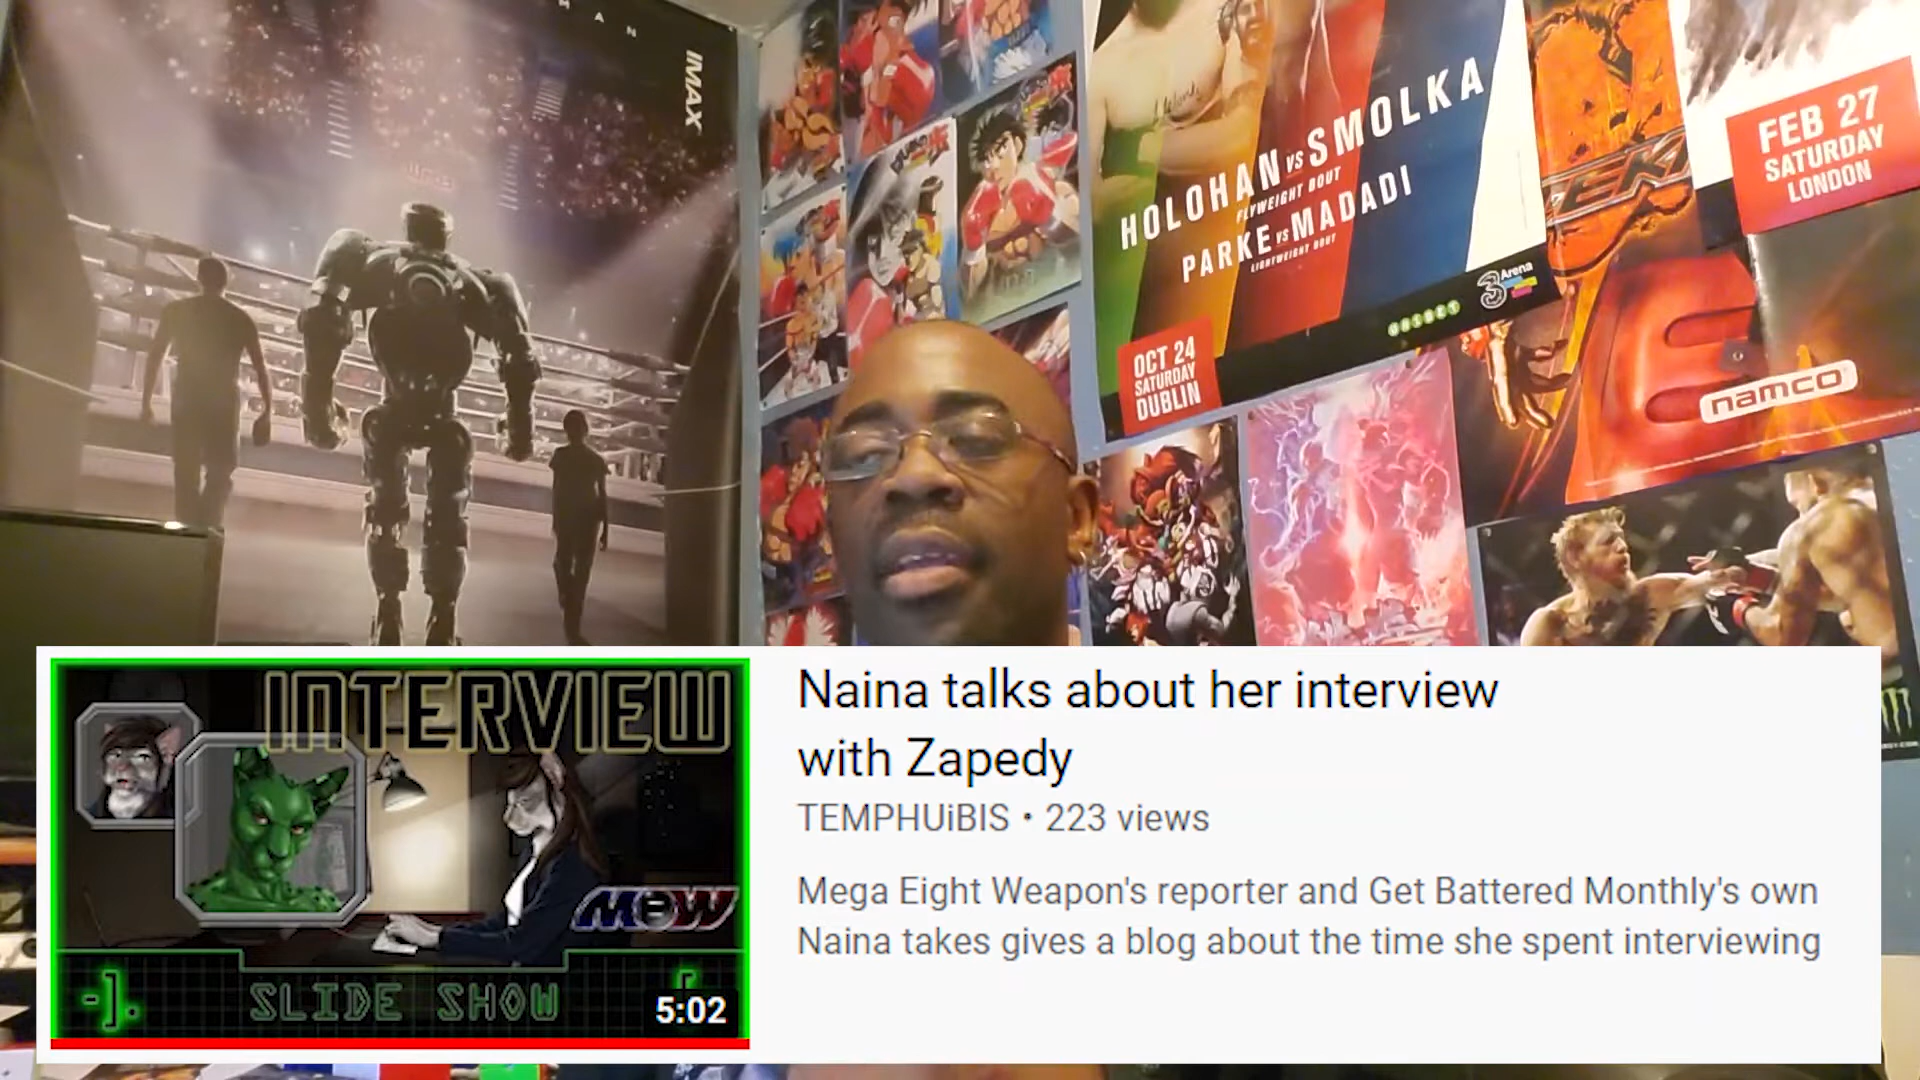 MAN
IMAX
HOLOHAN VS SMOLKA
FLYWEIGHT BOUT
PARKE VS MADADI
LIGHTWEIGHT BOUT
3Arena
OCT 24
SATURDAY
DUBLIN
FEB 27
SATURDAY
LONDON
namco
INTERVIEW
M8W
SLIDE SHOW
5:02
Naina talks about her interview
with Zapedy
TEMPHUiBIS • 223 views
Mega Eight Weapon's reporter and Get Battered Monthly's own
Naina takes gives a blog about the time she spent interviewing